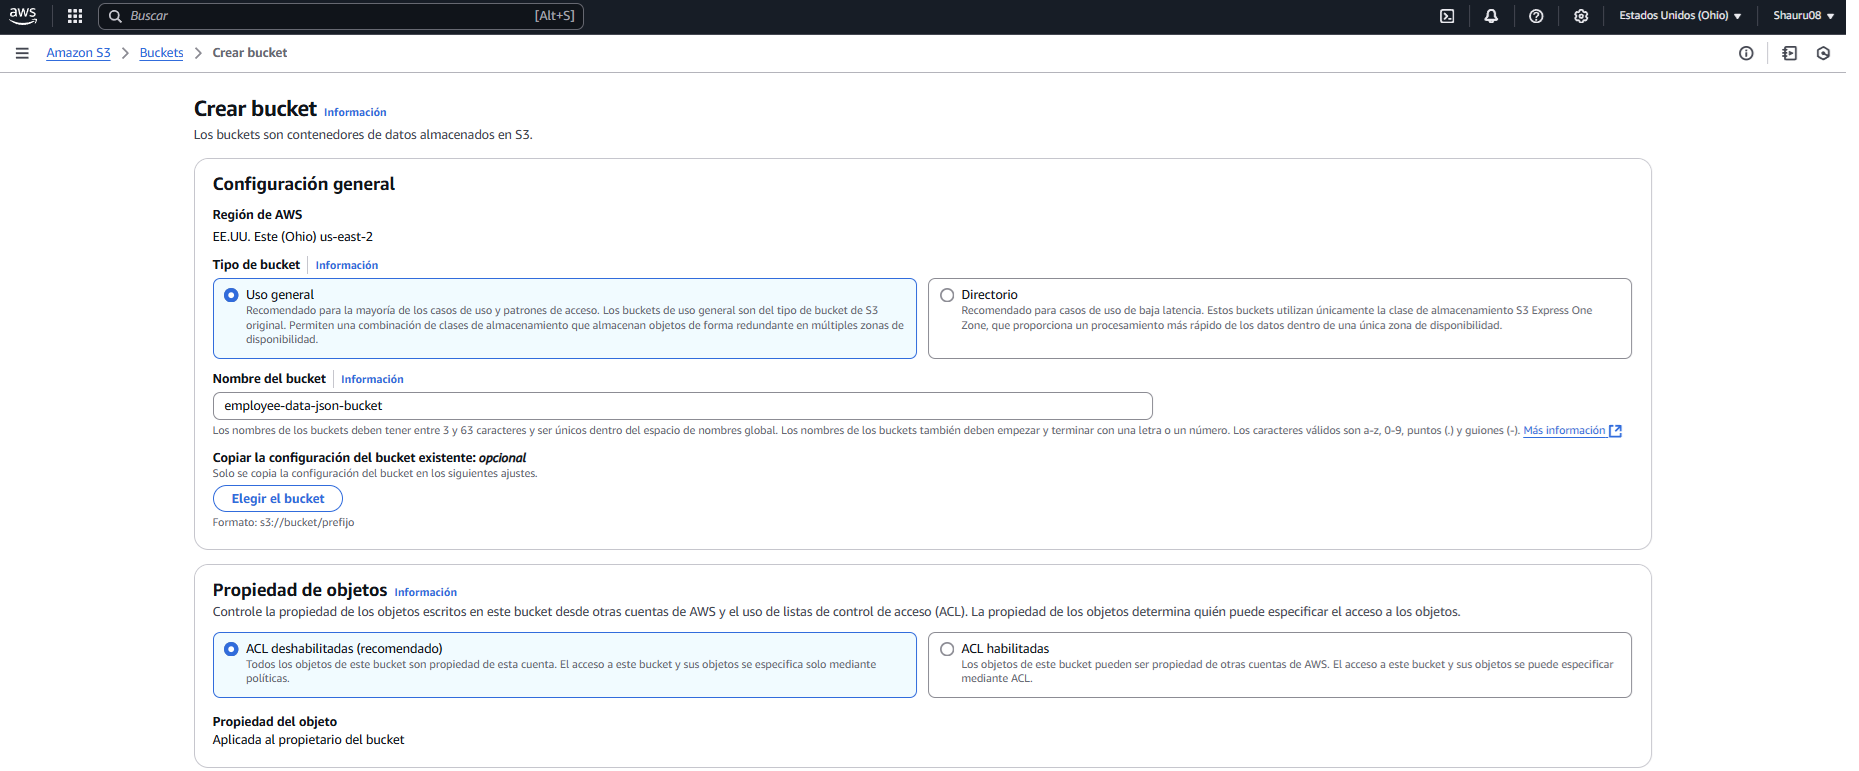 aws
Buscar [Alt+S]
Estados Unidos (Ohio) Shauru08
Amazon S3 Buckets Crear bucket
Crear bucket Información
Los buckets son contenedores de datos almacenados en S3.
Configuración general
Región de AWS
EE.UU. Este (Ohio) us-east-2
Tipo de bucket Información
Uso general
Recomendado para la mayoría de los casos de uso y patrones de acceso. Los buckets de uso general son del tipo de bucket de S3
original. Permiten una combinación de clases de almacenamiento que almacenan objetos de forma redundante en múltiples zonas de
disponibilidad.
Directorio
Recomendado para casos de uso de baja latencia. Estos buckets utilizan únicamente la clase de almacenamiento S3 Express One
Zone, que proporciona un procesamiento más rápido de los datos dentro de una única zona de disponibilidad.
Nombre del bucket Información
employee-data-json-bucket
Los nombres de los buckets deben tener entre 3 y 63 caracteres y ser únicos dentro del espacio de nombres global. Los nombres de los buckets también deben empezar y terminar con una letra o un número. Los caracteres válidos son a-z, 0-9, puntos (.) y guiones (-). Más información
Copiar la configuración del bucket existente: opcional
Solo se copia la configuración del bucket en los siguientes ajustes.
Elegir el bucket
Formato: s3://bucket/prefijo
Propiedad de objetos Información
Controle la propiedad de los objetos escritos en este bucket desde otras cuentas de AWS y el uso de listas de control de acceso (ACL). La propiedad de los objetos determina quién puede especificar el acceso a los objetos.
ACL deshabilitadas (recomendado)
Todos los objetos de este bucket son propiedad de esta cuenta. El acceso a este bucket y sus objetos se especifica solo mediante
políticas.
ACL habilitadas
Los objetos de este bucket pueden ser propiedad de otras cuentas de AWS. El acceso a este bucket y sus objetos se puede especificar
mediante ACL.
Propiedad del objeto
Aplicada al propietario del bucket